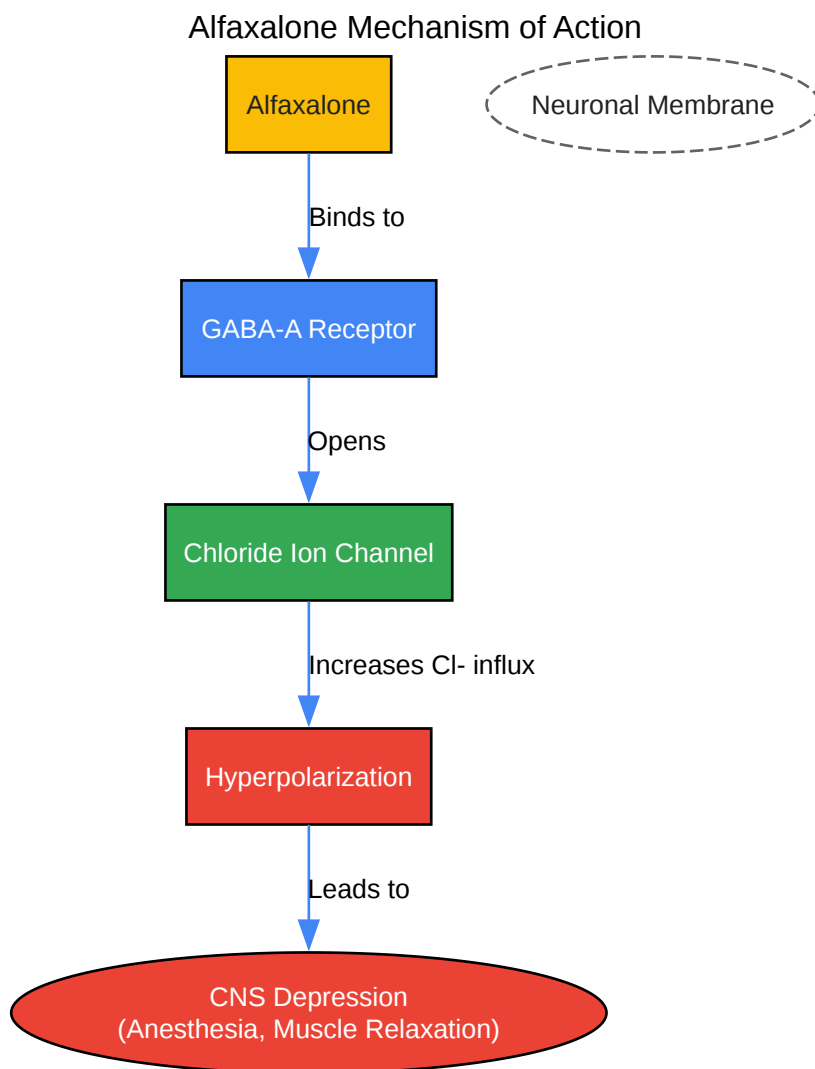 Alfaxalone Mechanism of Action
Alfaxalone
Neuronal Membrane
Binds to
GABA-A Receptor
Opens
Chloride Ion Channel
Increases Cl- influx
Hyperpolarization
Leads to
CNS Depression
(Anesthesia, Muscle Relaxation)